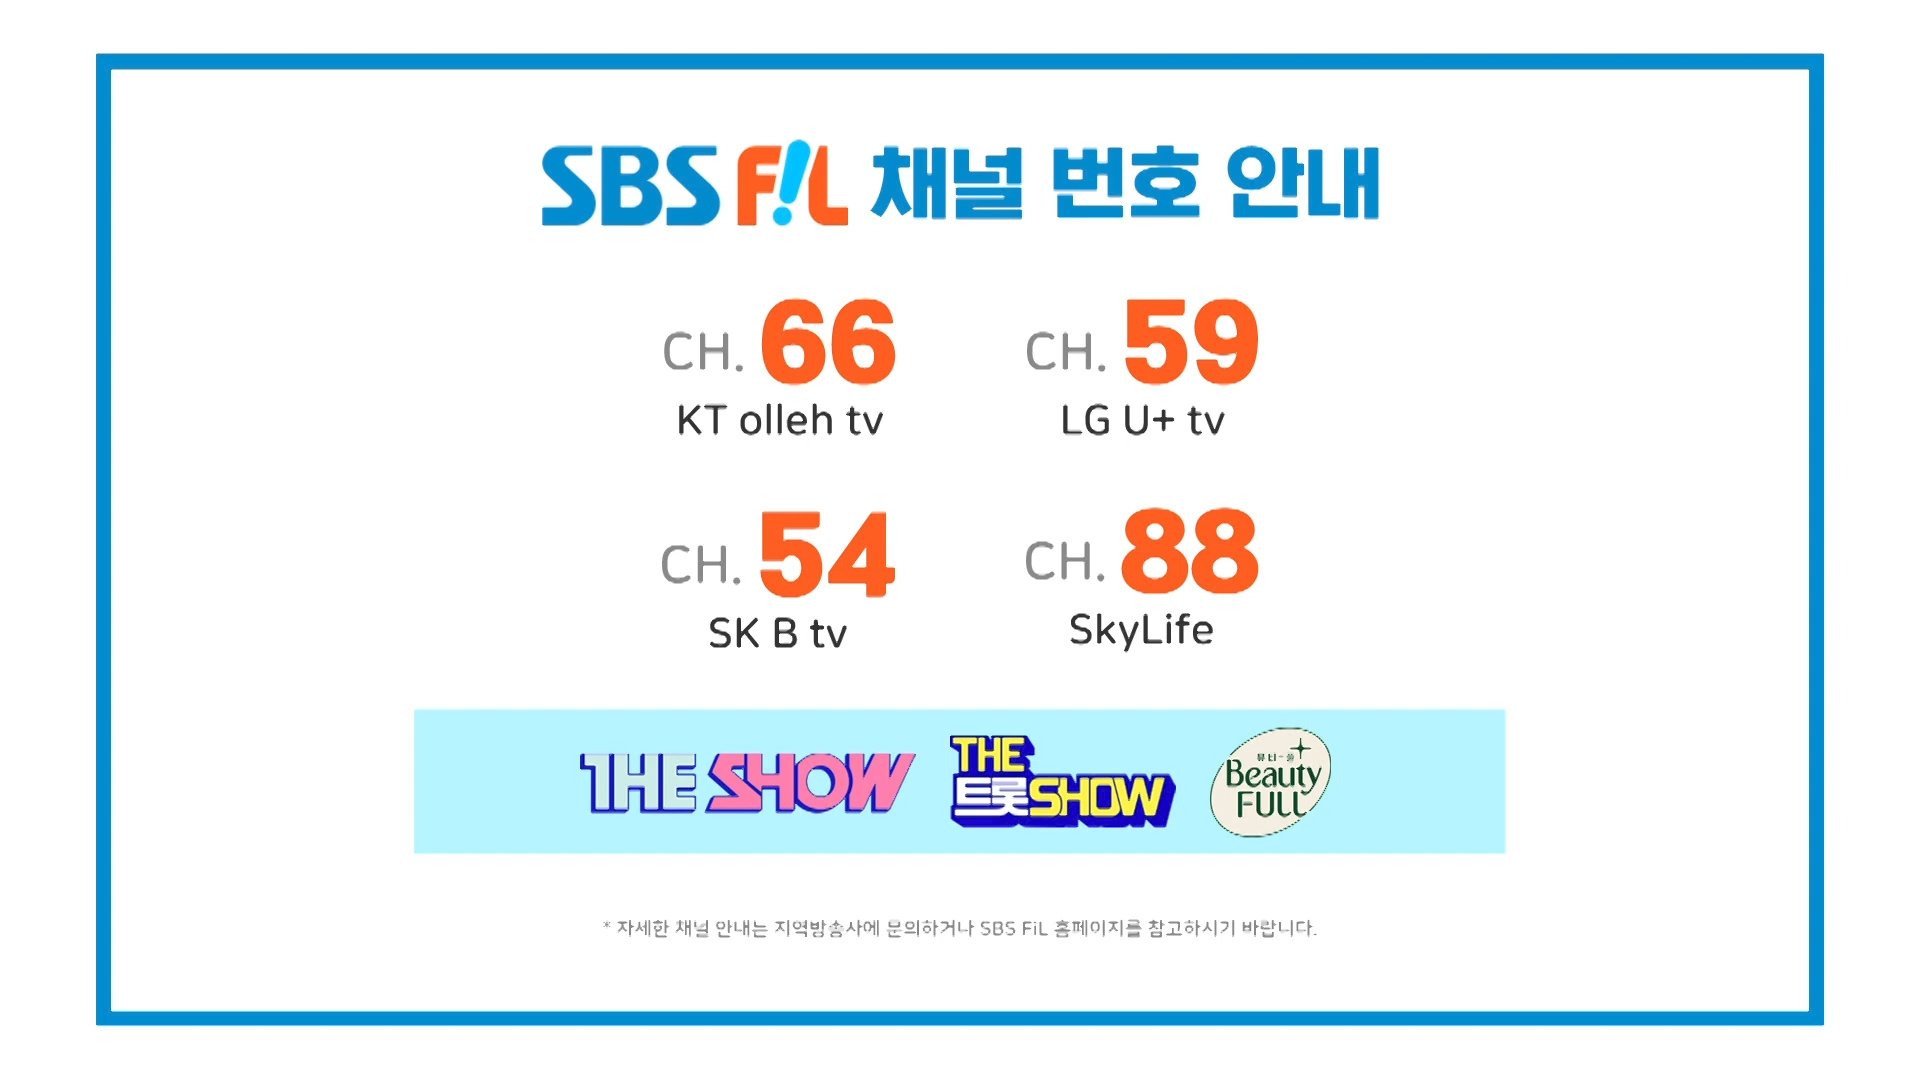 SBS F!L 채널 번호 안내
CH. 66
KT olleh tv
CH. 59
LG U+ tv
CH. 54
SK B tv
CH. 88
SkyLife
THE SHOW
THE
트롯SHOW
뷰티-풀
Beauty
FULL
* 자세한 채널 안내는 지역방송사에 문의하거나 SBS FiL 홈페이지를 참고하시기 바랍니다.